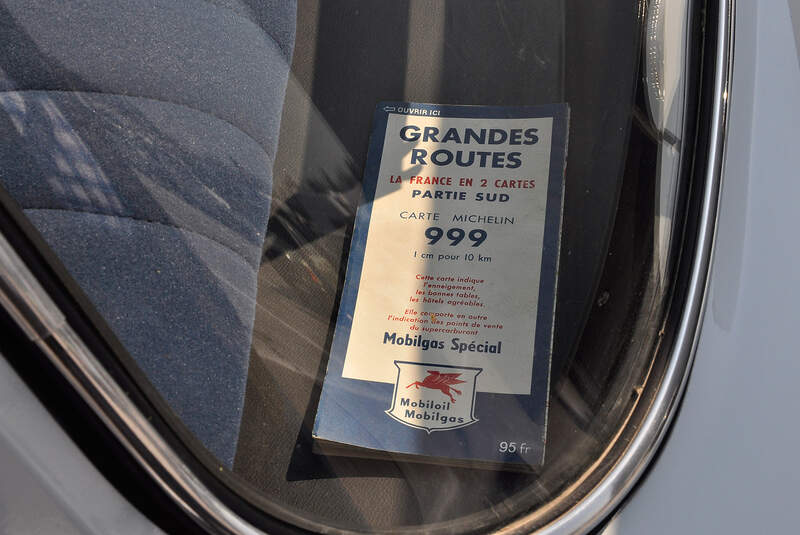 OUVRIR ICI
GRANDES
ROUTES
LA FRANCE EN 2 CARTES
PARTIE SUD
CARTE MICHELIN
999
1 cm pour 10 km
Cette carte indique
l'enneigement,
les bonnes tables,
les hôtels agréables.
Elle comporte en outre
l'indication des points de vente
du supercarburant
Mobilgas Spécial
Mobiloil
Mobilgas
95 fr